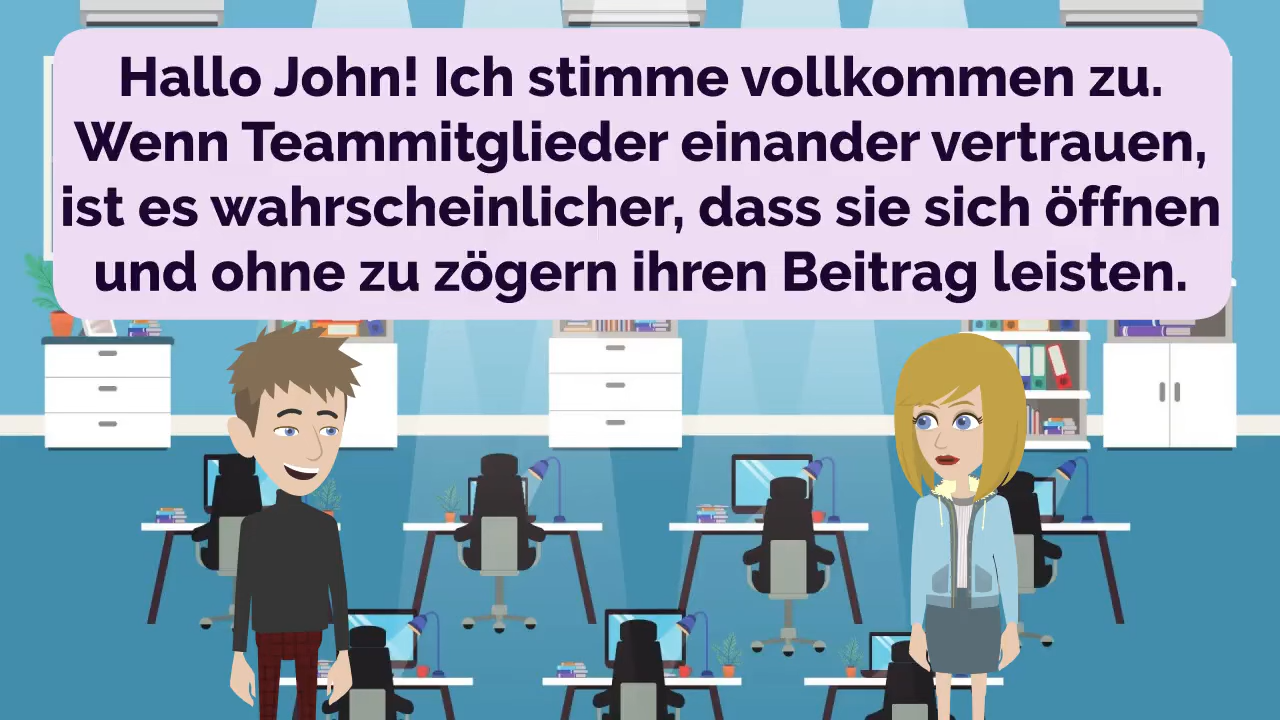 Hallo John! Ich stimme vollkommen zu.
Wenn Teammitglieder einander vertrauen,
ist es wahrscheinlicher, dass sie sich öffnen
und ohne zu zögern ihren Beitrag leisten.